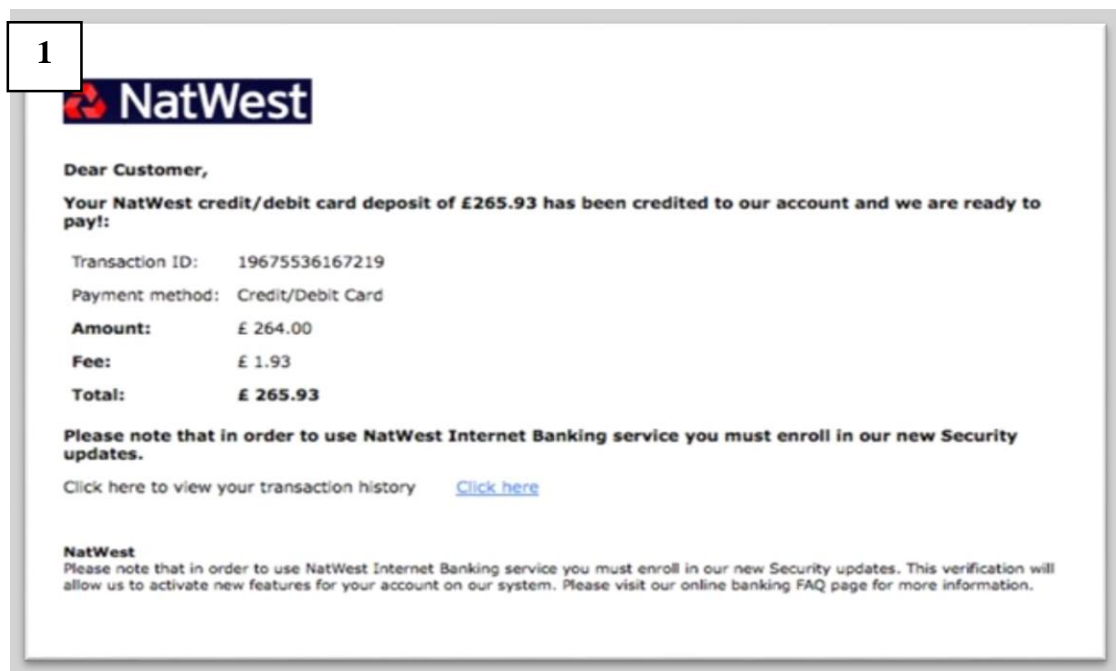 1
NatWest
Dear Customer,
Your NatWest credit/debit card deposit of £265.93 has been credited to our account and we are ready to
pay!:
Transaction ID: 19675536167219
Payment method: Credit/Debit Card
Amount: £ 264.00
Fee: £ 1.93
Total: £ 265.93
Please note that in order to use NatWest Internet Banking service you must enroll in our new Security
updates.
Click here to view your transaction history Click here
NatWest
Please note that in order to use NatWest Internet Banking service you must enroll in our new Security updates. This verification will
allow us to activate new features for your account on our system. Please visit our online banking FAQ page for more information.